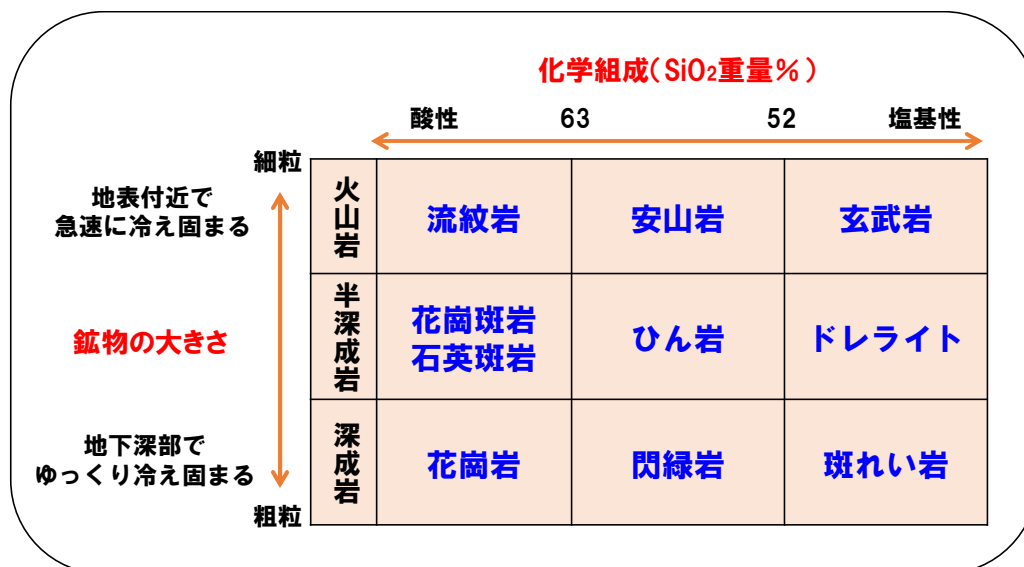 化学組成(SiO₂重量%)
酸性 63 52 塩基性
細粒
地表付近で
急速に冷え固まる
火山岩
流紋岩
安山岩
玄武岩
鉱物の大きさ
半深成岩
花崗斑岩
石英斑岩
ひん岩
ドレライト
地下深部で
ゆっくり冷え固まる
深成岩
花崗岩
閃緑岩
斑れい岩
粗粒